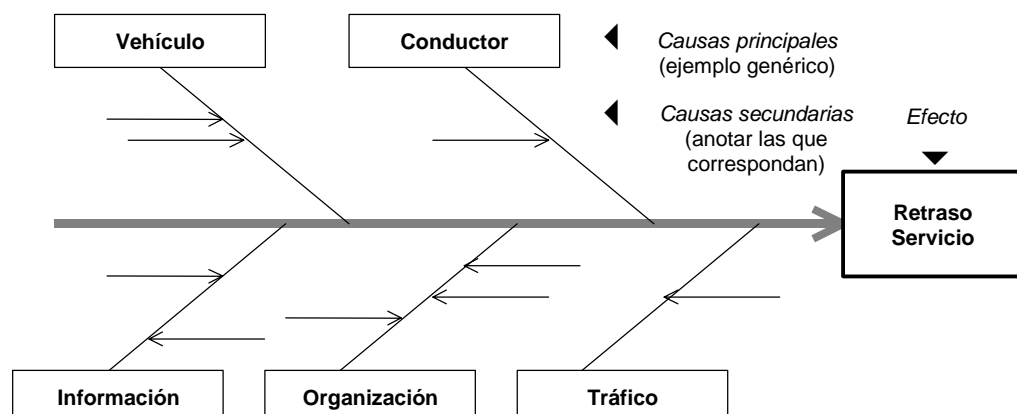 Vehículo
Conductor
Causas principales
(ejemplo genérico)
Causas secundarias
(anotar las que
correspondan)
Efecto
Retraso
Servicio
Información
Organización
Tráfico